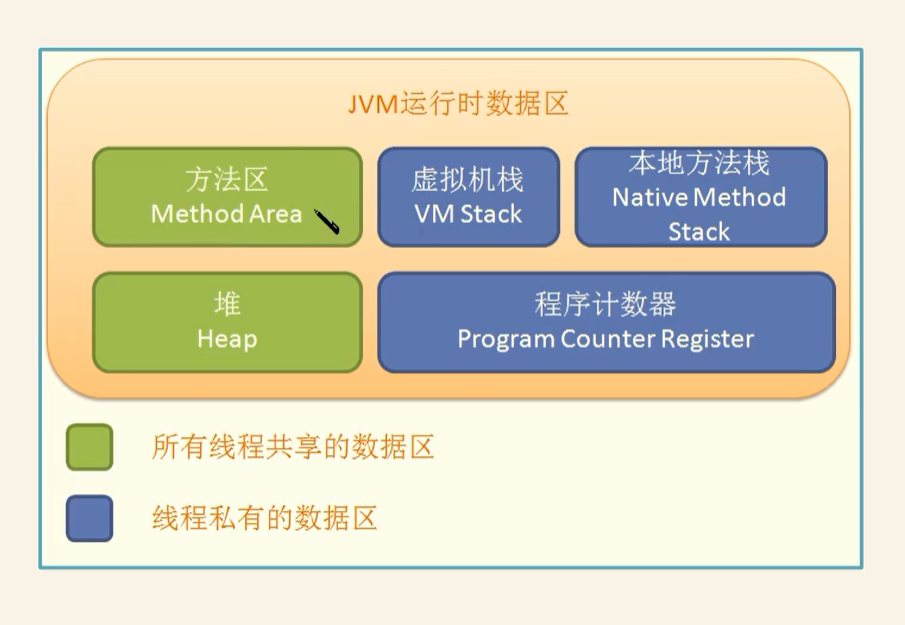 JVM运行时数据区
方法区
Method Area
虚拟机栈
VM Stack
本地方法栈
Native Method
Stack
堆
Heap
程序计数器
Program Counter Register
所有线程共享的数据区
线程私有的数据区